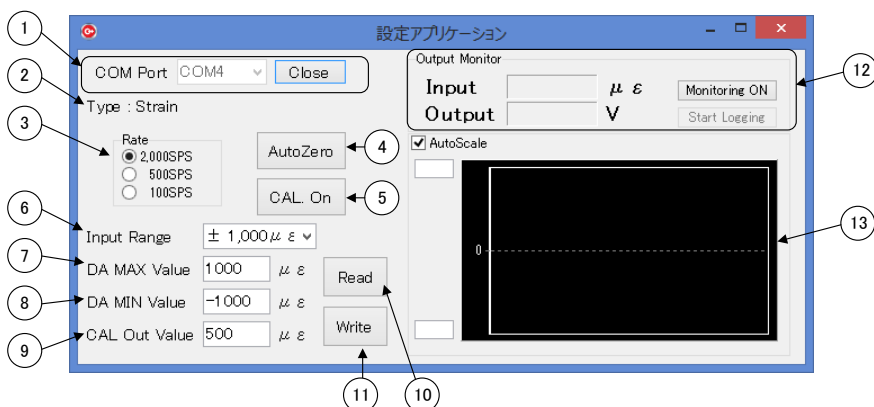 設定アプリケーション
1
COM Port COM4 Close
2
Type : Strain
3
Rate
2,000SPS
500SPS
100SPS
AutoZero
4
CAL. On
5
6
Input Range ± 1,000μ ε
7
DA MAX Value 1000 μ ε
8
DA MIN Value -1000 μ ε
9
CAL Out Value 500 μ ε
Read
Write
11
10
Output Monitor
Input μ ε Monitoring ON
Output V Start Logging
12
AutoScale
0
13